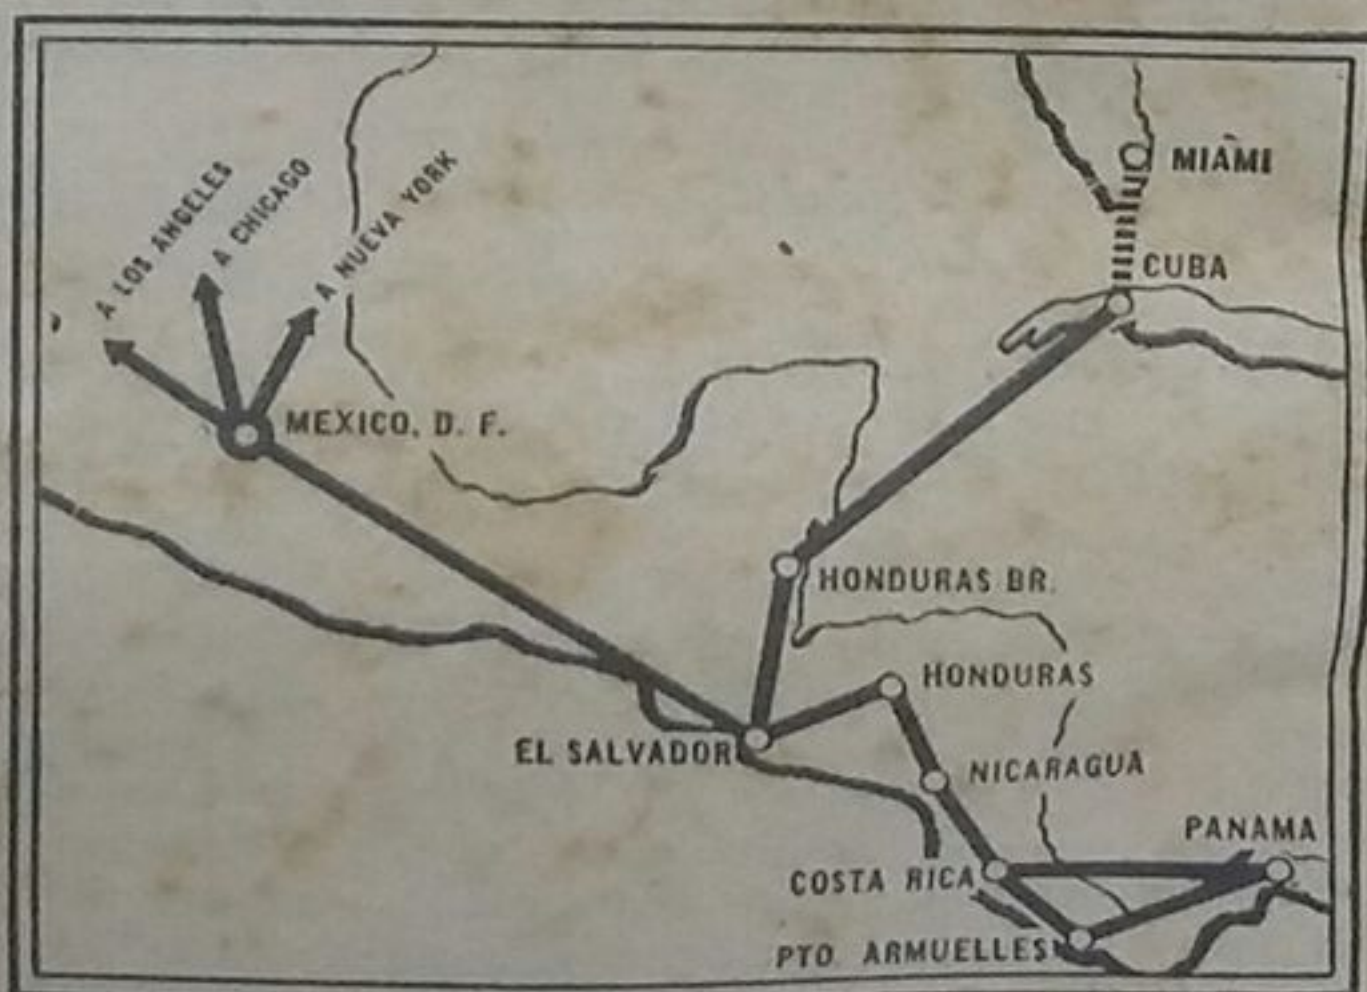 A LOS ANGELES
A CHICAGO
A NUEVA YORK
MIAMI
CUBA
MEXICO, D. F.
HONDURAS BR.
HONDURAS
EL SALVADOR
NICARAGUA
PANAMA
COSTA RICA
PTO. ARMUELLES